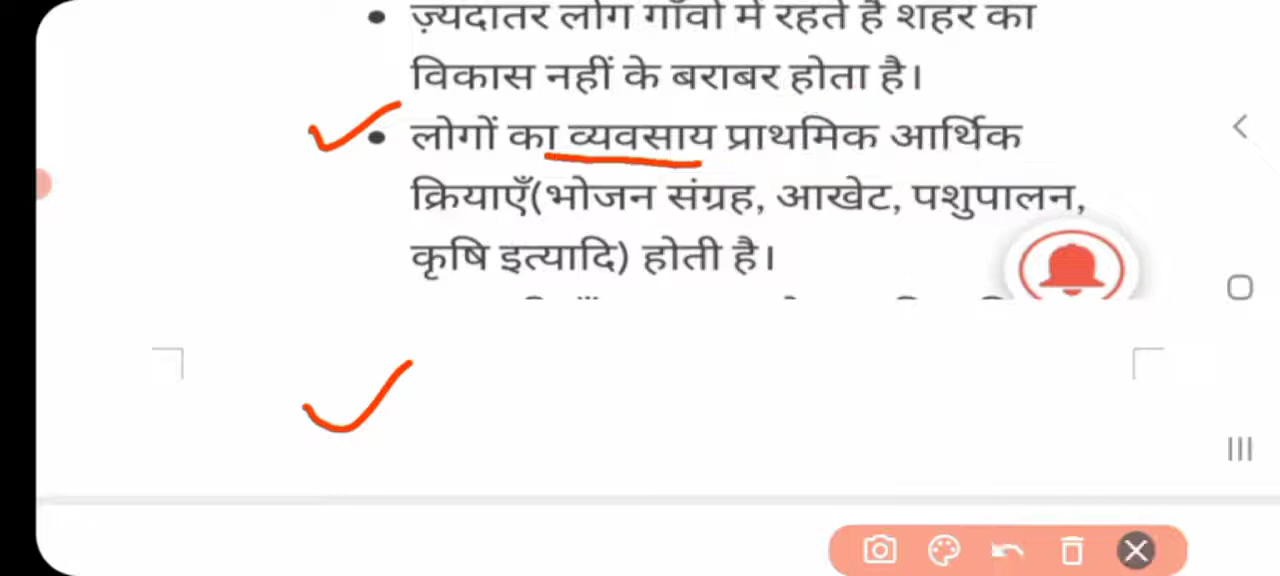 ज़्यदातर लोग गाँवों में रहते है शहर का
विकास नहीं के बराबर होता है।
लोगों का व्यवसाय प्राथमिक आर्थिक
क्रियाएँ(भोजन संग्रह, आखेट, पशुपालन,
कृषि इत्यादि) होती है।